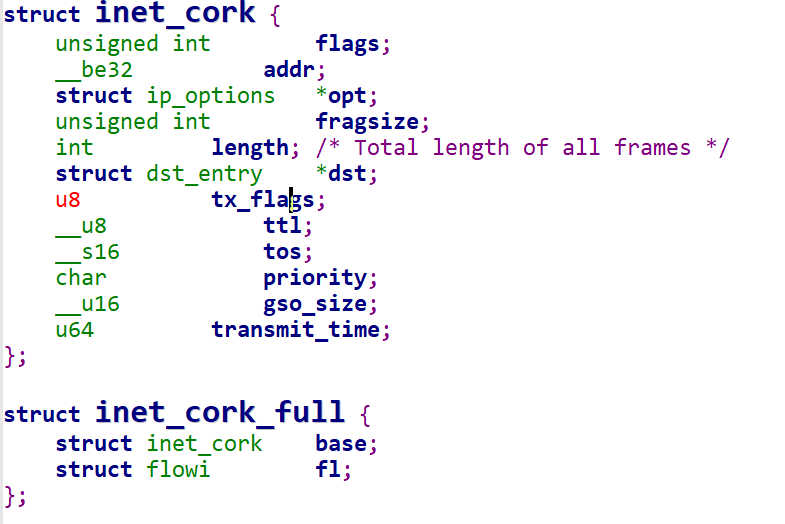 struct inet_cork {
    unsigned int        flags;
    __be32          addr;
    struct ip_options   *opt;
    unsigned int        fragsize;
    int         length; /* Total length of all frames */
    struct dst_entry    *dst;
    u8          tx_flags;
    __u8            ttl;
    __s16           tos;
    char            priority;
    __u16           gso_size;
    u64         transmit_time;
};

struct inet_cork_full {
    struct inet_cork    base;
    struct flowi        fl;
};